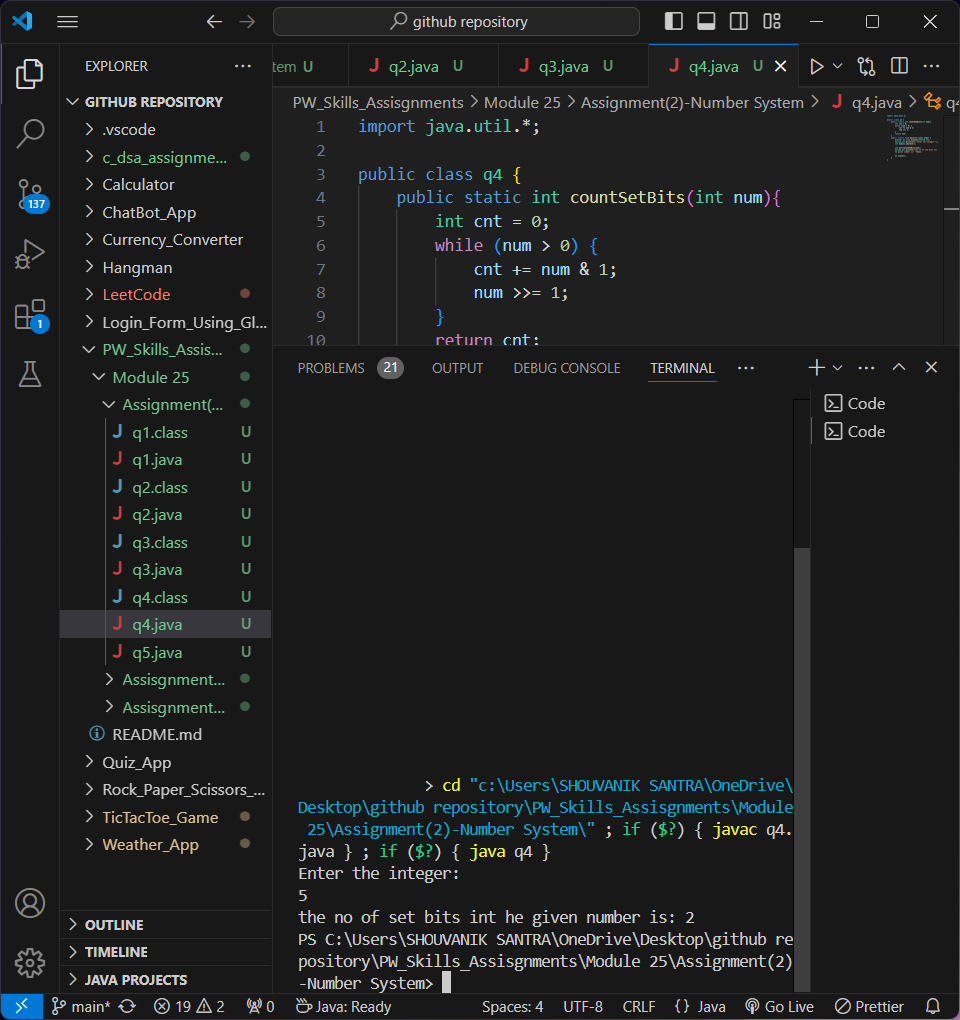 github repository
EXPLORER
GITHUB REPOSITORY
.vscode
c_dsa_assignme...
Calculator
ChatBot_App
Currency_Converter
Hangman
LeetCode
Login_Form_Using_Gl...
PW_Skills_Assis...
Module 25
Assignment(...
q1.class U
q1.java U
q2.class U
q2.java U
q3.class U
q3.java U
q4.class U
q4.java U
q5.java U
Assisgnment...
Assisgnment...
README.md
Quiz_App
Rock_Paper_Scissors_...
TicTacToe_Game
Weather_App
OUTLINE
TIMELINE
JAVA PROJECTS
137
1
tem U
J q2.java U
J q3.java U
J q4.java U
PW_Skills_Assisgnments > Module 25 > Assignment(2)-Number System > J q4.java > q4
1 import java.util.*;
2
3 public class q4 {
4 public static int countSetBits(int num){
5 int cnt = 0;
6 while (num > 0) {
7 cnt += num & 1;
8 num >>= 1;
9 }
10 return cnt;
PROBLEMS 21 OUTPUT DEBUG CONSOLE TERMINAL
Code
Code
> cd "c:\Users\SHOUVANIK SANTRA\OneDrive\
Desktop\github repository\PW_Skills_Assisgnments\Module
25\Assignment(2)-Number System\" ; if ($?) { javac q4.
java } ; if ($?) { java q4 }
Enter the integer:
5
the no of set bits int he given number is: 2
PS C:\Users\SHOUVANIK SANTRA\OneDrive\Desktop\github re
pository\PW_Skills_Assisgnments\Module 25\Assignment(2)
-Number System>
main* 19 2 0 Java: Ready Spaces: 4 UTF-8 CRLF {} Java Go Live Prettier